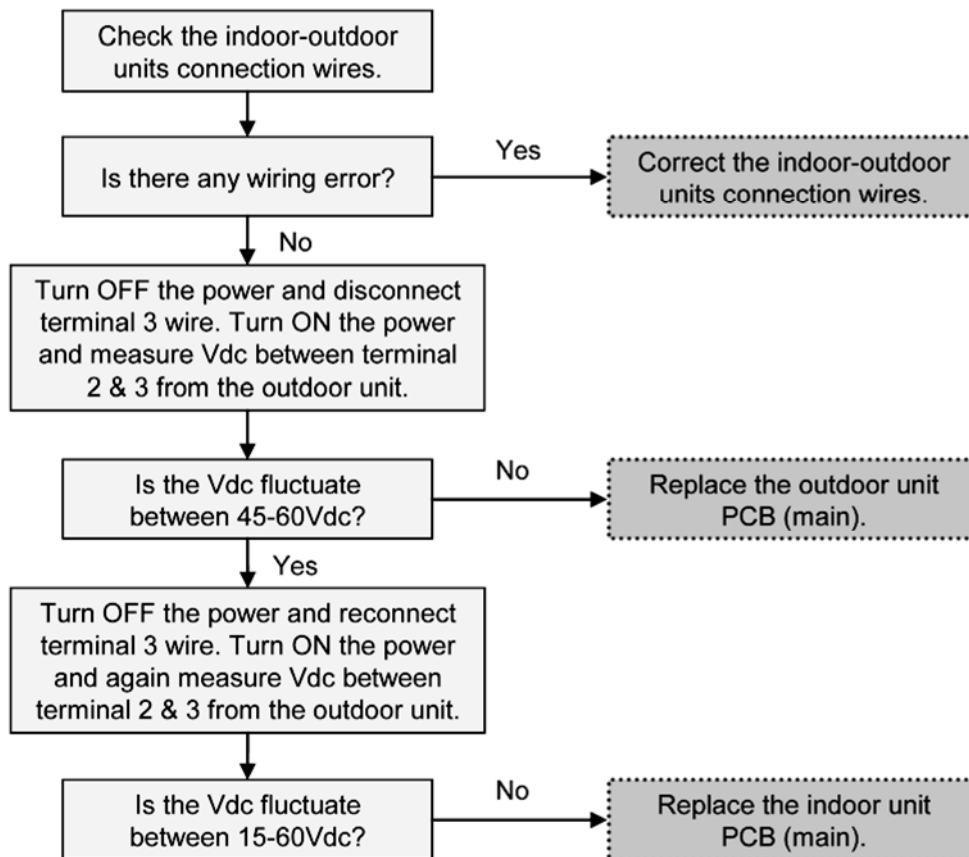 Check the indoor-outdoor
units connection wires.
Is there any wiring error?
Yes
Correct the indoor-outdoor
units connection wires.
No
Turn OFF the power and disconnect
terminal 3 wire. Turn ON the power
and measure Vdc between terminal
2 & 3 from the outdoor unit.
Is the Vdc fluctuate
between 45-60Vdc?
No
Replace the outdoor unit
PCB (main).
Yes
Turn OFF the power and reconnect
terminal 3 wire. Turn ON the power
and again measure Vdc between
terminal 2 & 3 from the outdoor unit.
Is the Vdc fluctuate
between 15-60Vdc?
No
Replace the indoor unit
PCB (main).